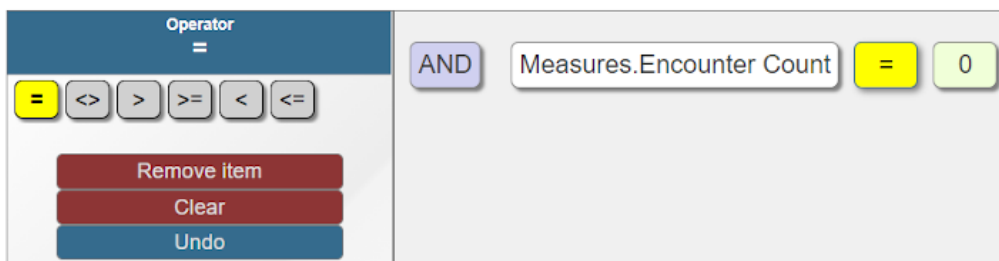 Operator
=
= <> > >= < <=
Remove item
Clear
Undo
AND Measures.Encounter Count = 0